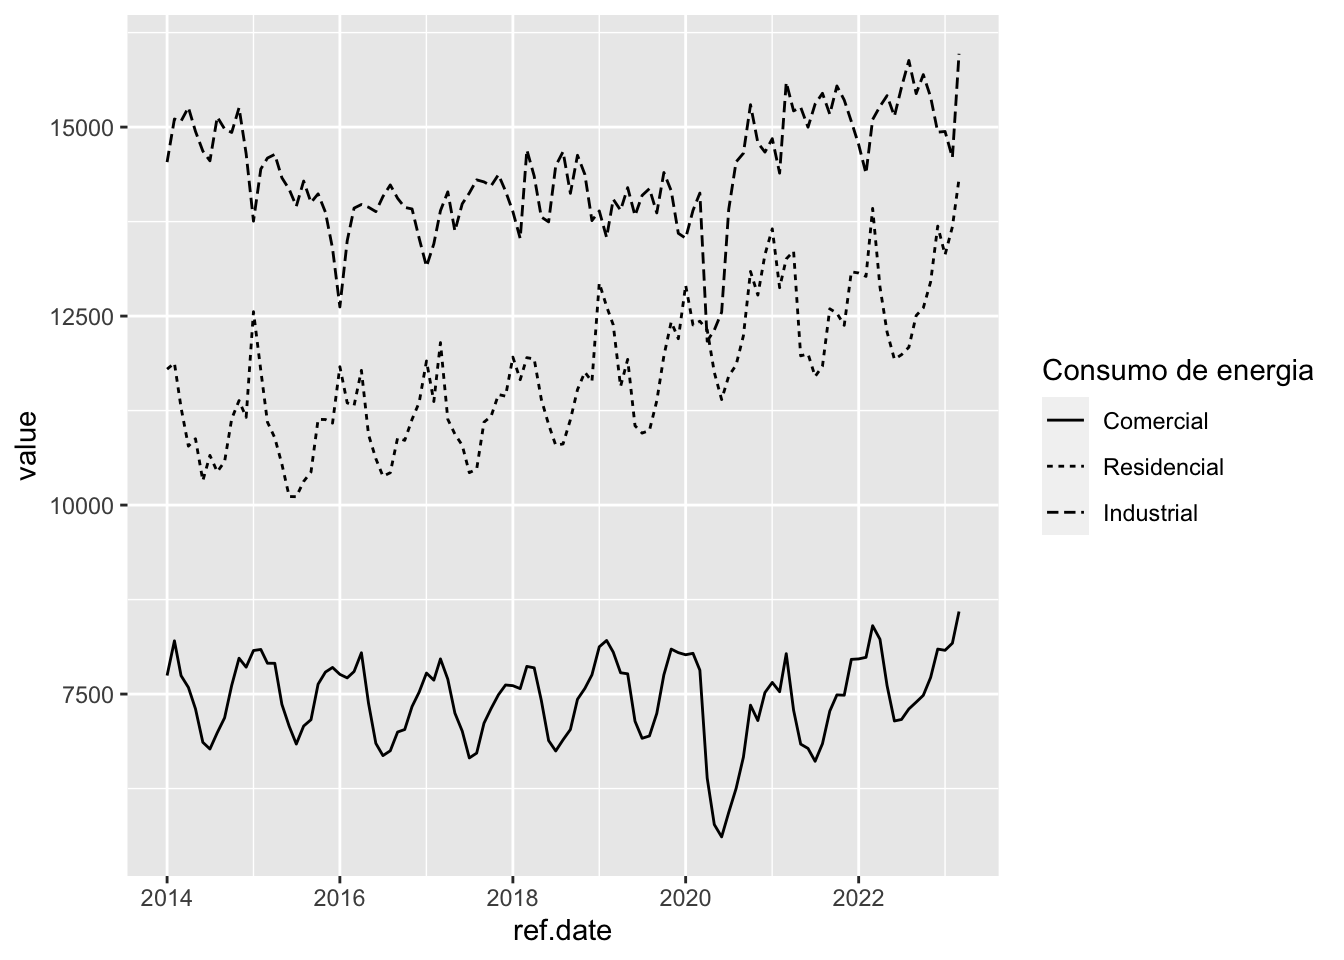 15000
12500
10000
7500
value
2014
2016
2018
2020
2022
ref.date
Consumo de energia
Comercial
Residencial
Industrial